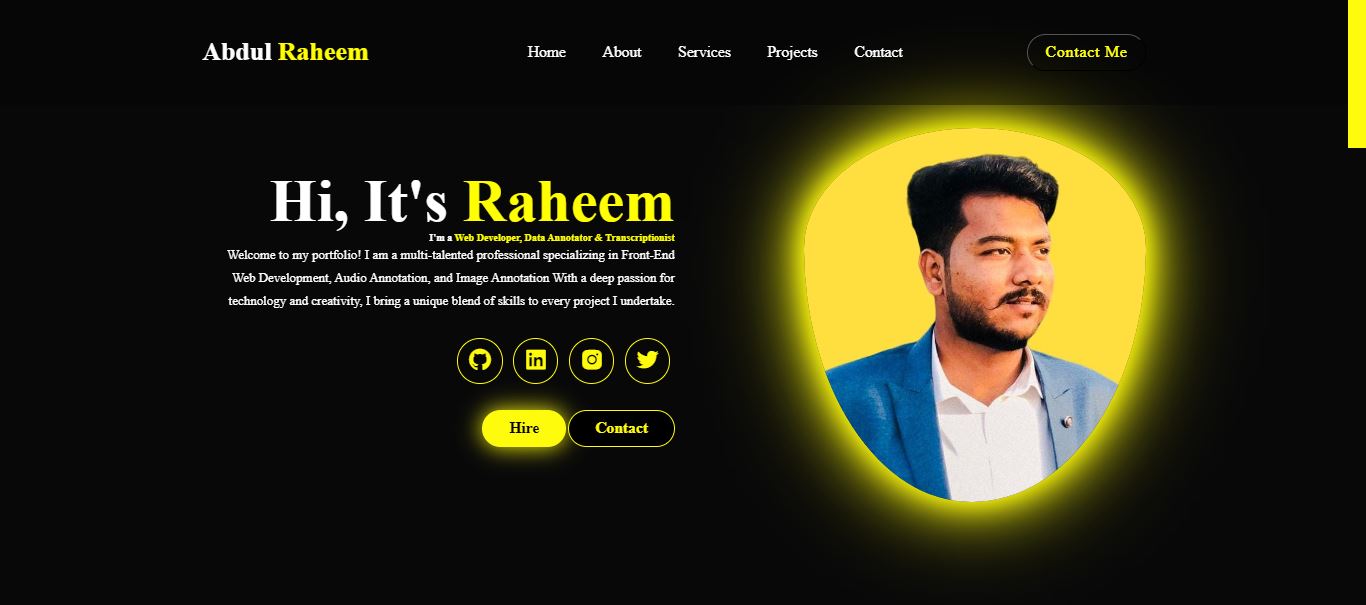 Abdul Raheem
Home About Services Projects Contact
Contact Me
Hi, It's Raheem
I'm a Web Developer, Data Annotator & Transcriptionist
Welcome to my portfolio! I am a multi-talented professional specializing in Front-End
Web Development, Audio Annotation, and Image Annotation With a deep passion for
technology and creativity, I bring a unique blend of skills to every project I undertake.
in
Hire Contact